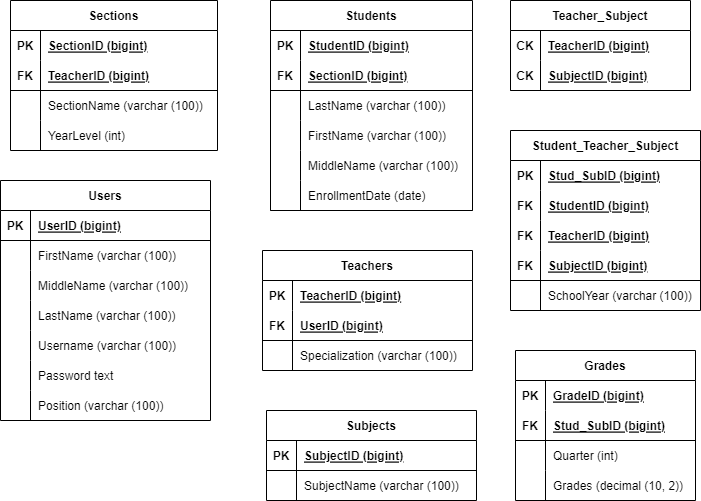 Sections
PK SectionID (bigint)
FK TeacherID (bigint)
SectionName (varchar (100))
YearLevel (int)
Students
PK StudentID (bigint)
FK SectionID (bigint)
LastName (varchar (100))
FirstName (varchar (100))
MiddleName (varchar (100))
EnrollmentDate (date)
Teacher_Subject
CK TeacherID (bigint)
CK SubjectID (bigint)
Student_Teacher_Subject
PK Stud_SubID (bigint)
FK StudentID (bigint)
FK TeacherID (bigint)
FK SubjectID (bigint)
SchoolYear (varchar (100))
Users
PK UserID (bigint)
FirstName (varchar (100))
MiddleName (varchar (100))
LastName (varchar (100))
Username (varchar (100))
Password text
Position (varchar (100))
Teachers
PK TeacherID (bigint)
FK UserID (bigint)
Specialization (varchar (100))
Grades
PK GradeID (bigint)
FK Stud_SubID (bigint)
Quarter (int)
Grades (decimal (10, 2))
Subjects
PK SubjectID (bigint)
SubjectName (varchar (100))